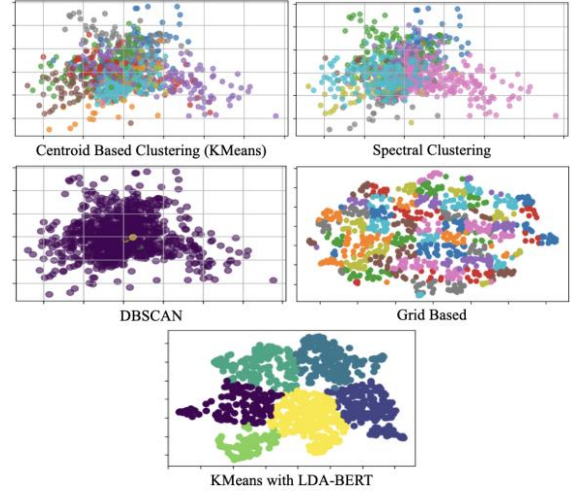 Centroid Based Clustering (KMeans)
Spectral Clustering
DBSCAN
Grid Based
KMeans with LDA-BERT